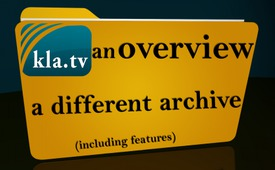 kla.tv
an overview
a different archive
(including features)